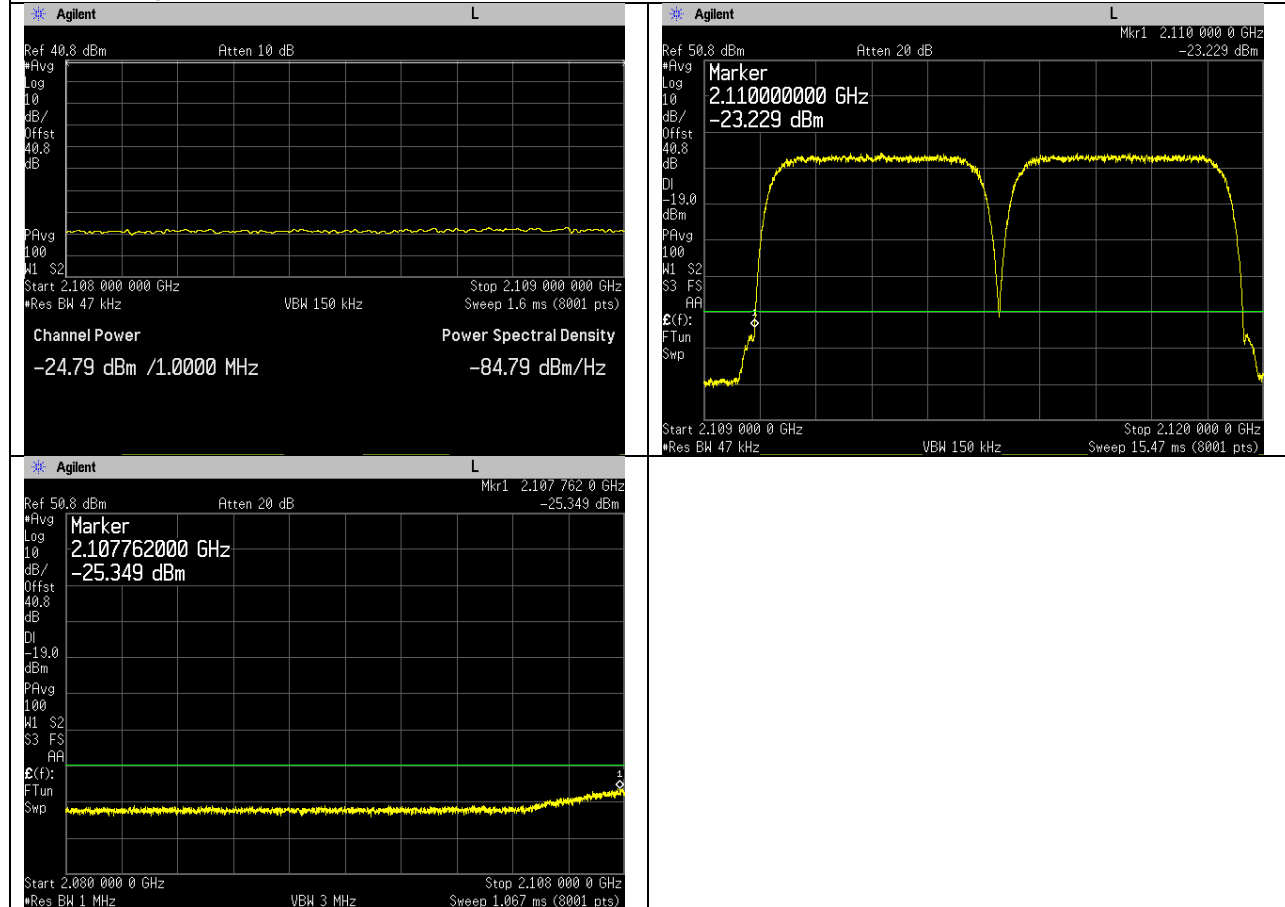 Agilent L
Ref 40.8 dBm Atten 10 dB
#Avg
Log
10
dB/
Offst
40.8
dB
PAvg
100
W1 S2
Start 2.108 000 000 GHz Stop 2.109 000 000 GHz
#Res BW 47 kHz VBW 150 kHz Sweep 1.6 ms (8001 pts)
Channel Power Power Spectral Density
-24.79 dBm /1.0000 MHz -84.79 dBm/Hz
Agilent L
Mkr1 2.110 000 0 GHz
Ref 50.8 dBm Atten 20 dB -23.229 dBm
#Avg
Log
10
dB/
Offst
40.8
dB
DI
-19.0
dBm
PAvg
100
W1 S2
S3 FS
AA
£(f):
FTun
Swp
Marker
2.110000000 GHz
-23.229 dBm
1
Start 2.109 000 0 GHz Stop 2.120 000 0 GHz
#Res BW 47 kHz VBW 150 kHz Sweep 15.47 ms (8001 pts)
Agilent L
Mkr1 2.107 762 0 GHz
Ref 50.8 dBm Atten 20 dB -25.349 dBm
#Avg
Log
10
dB/
Offst
40.8
dB
DI
-19.0
dBm
PAvg
100
W1 S2
S3 FS
AA
£(f):
FTun
Swp
Marker
2.107762000 GHz
-25.349 dBm
1
Start 2.080 000 0 GHz Stop 2.108 000 0 GHz
#Res BW 1 MHz VBW 3 MHz Sweep 1.067 ms (8001 pts)